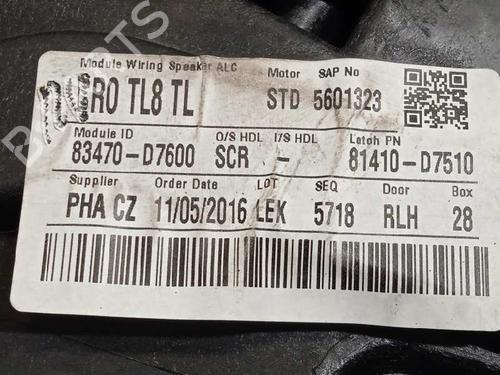 Module Wiring Speaker ALC Motor SAP No
RO TL8 TL STD 5601323
Module ID O/S HDL I/S HDL Latch PN
83470-D7600 SCR - 81410-D7510
Supplier Order Date LOT SEQ Door Box
PHA CZ 11/05/2016 LEK 5718 RLH 28